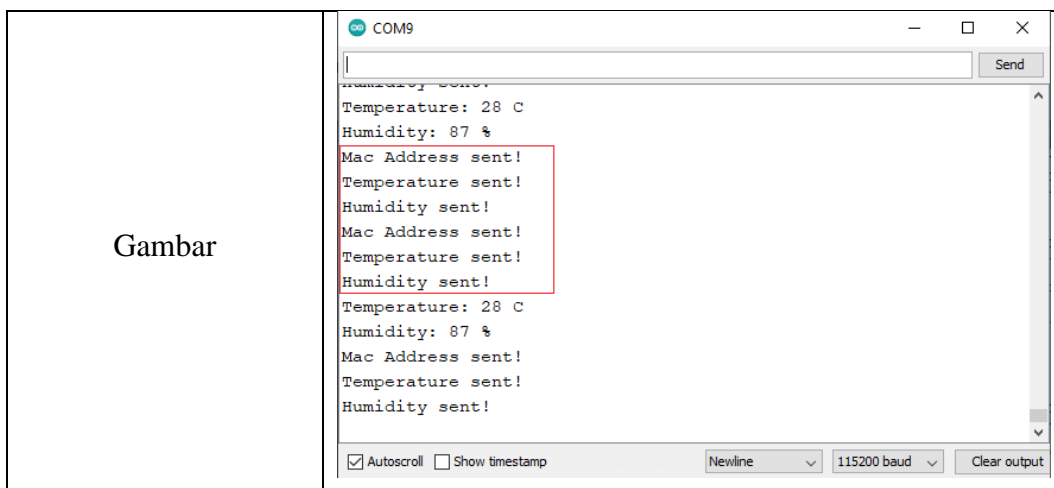 Gambar
COM9
Send
Humidity sent!
Temperature: 28 C
Humidity: 87 %
Mac Address sent!
Temperature sent!
Humidity sent!
Mac Address sent!
Temperature sent!
Humidity sent!
Temperature: 28 C
Humidity: 87 %
Mac Address sent!
Temperature sent!
Humidity sent!
Autoscroll Show timestamp Newline 115200 baud Clear output